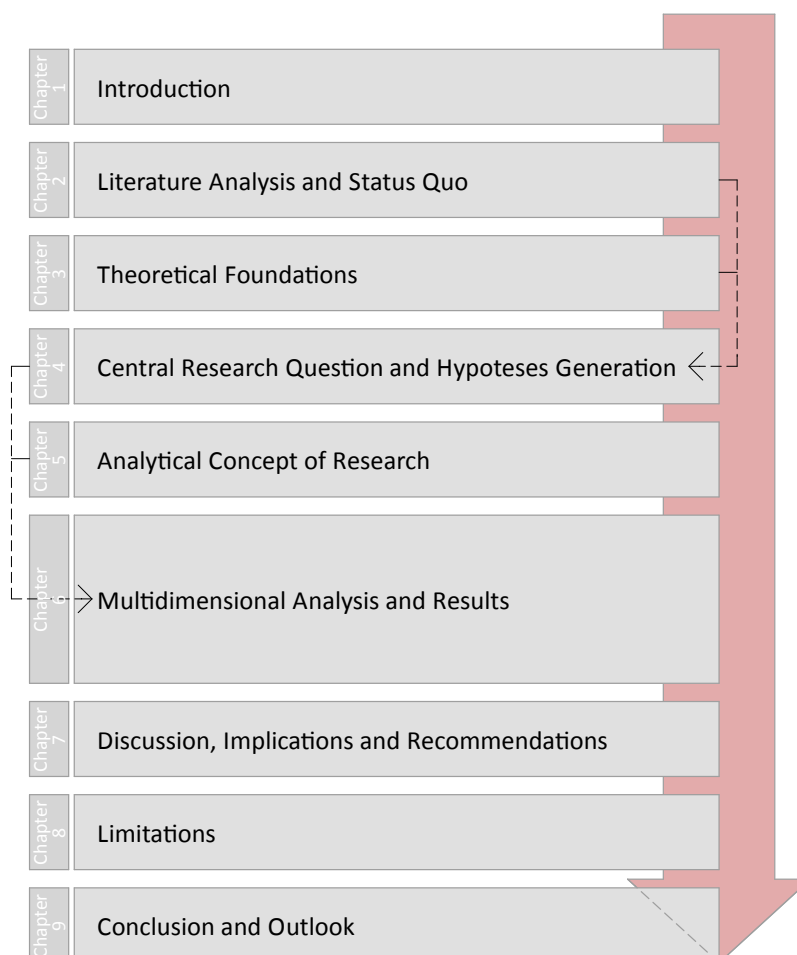 Chapter
1
Introduction
Chapter
2
Literature Analysis and Status Quo
Chapter
3
Theoretical Foundations
Chapter
4
Central Research Question and Hypoteses Generation
Chapter
5
Analytical Concept of Research
Chapter
6
Multidimensional Analysis and Results
Chapter
7
Discussion, Implications and Recommendations
Chapter
8
Limitations
Chapter
9
Conclusion and Outlook